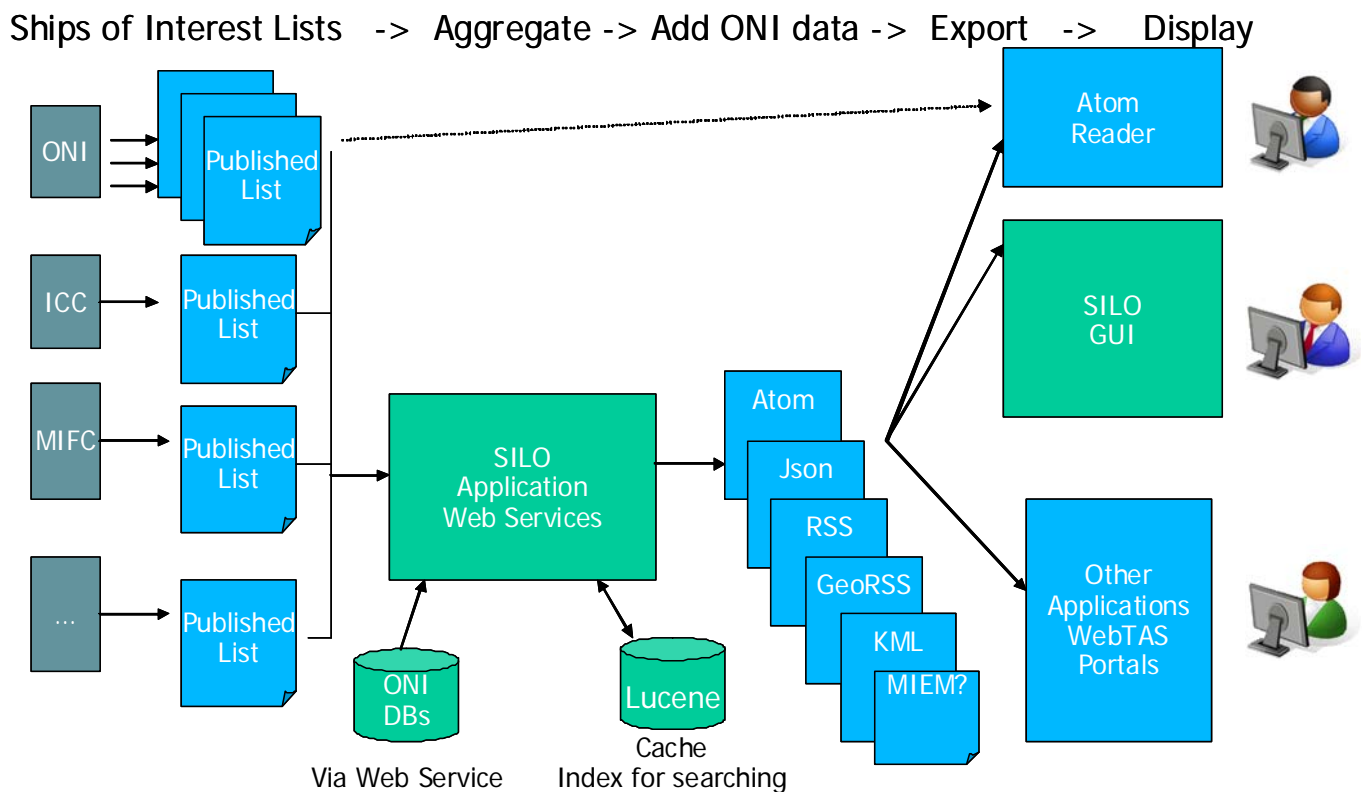 Ships of Interest Lists -> Aggregate -> Add ONI data -> Export -> Display
ONI
Published
List
ICC
Published
List
MIFC
Published
List
...
Published
List
SILO
Application
Web Services
ONI
DBs
Via Web Service
Lucene
Cache
Index for searching
Atom
Json
RSS
GeoRSS
KML
MIEM?
Atom
Reader
SILO
GUI
Other
Applications
WebTAS
Portals